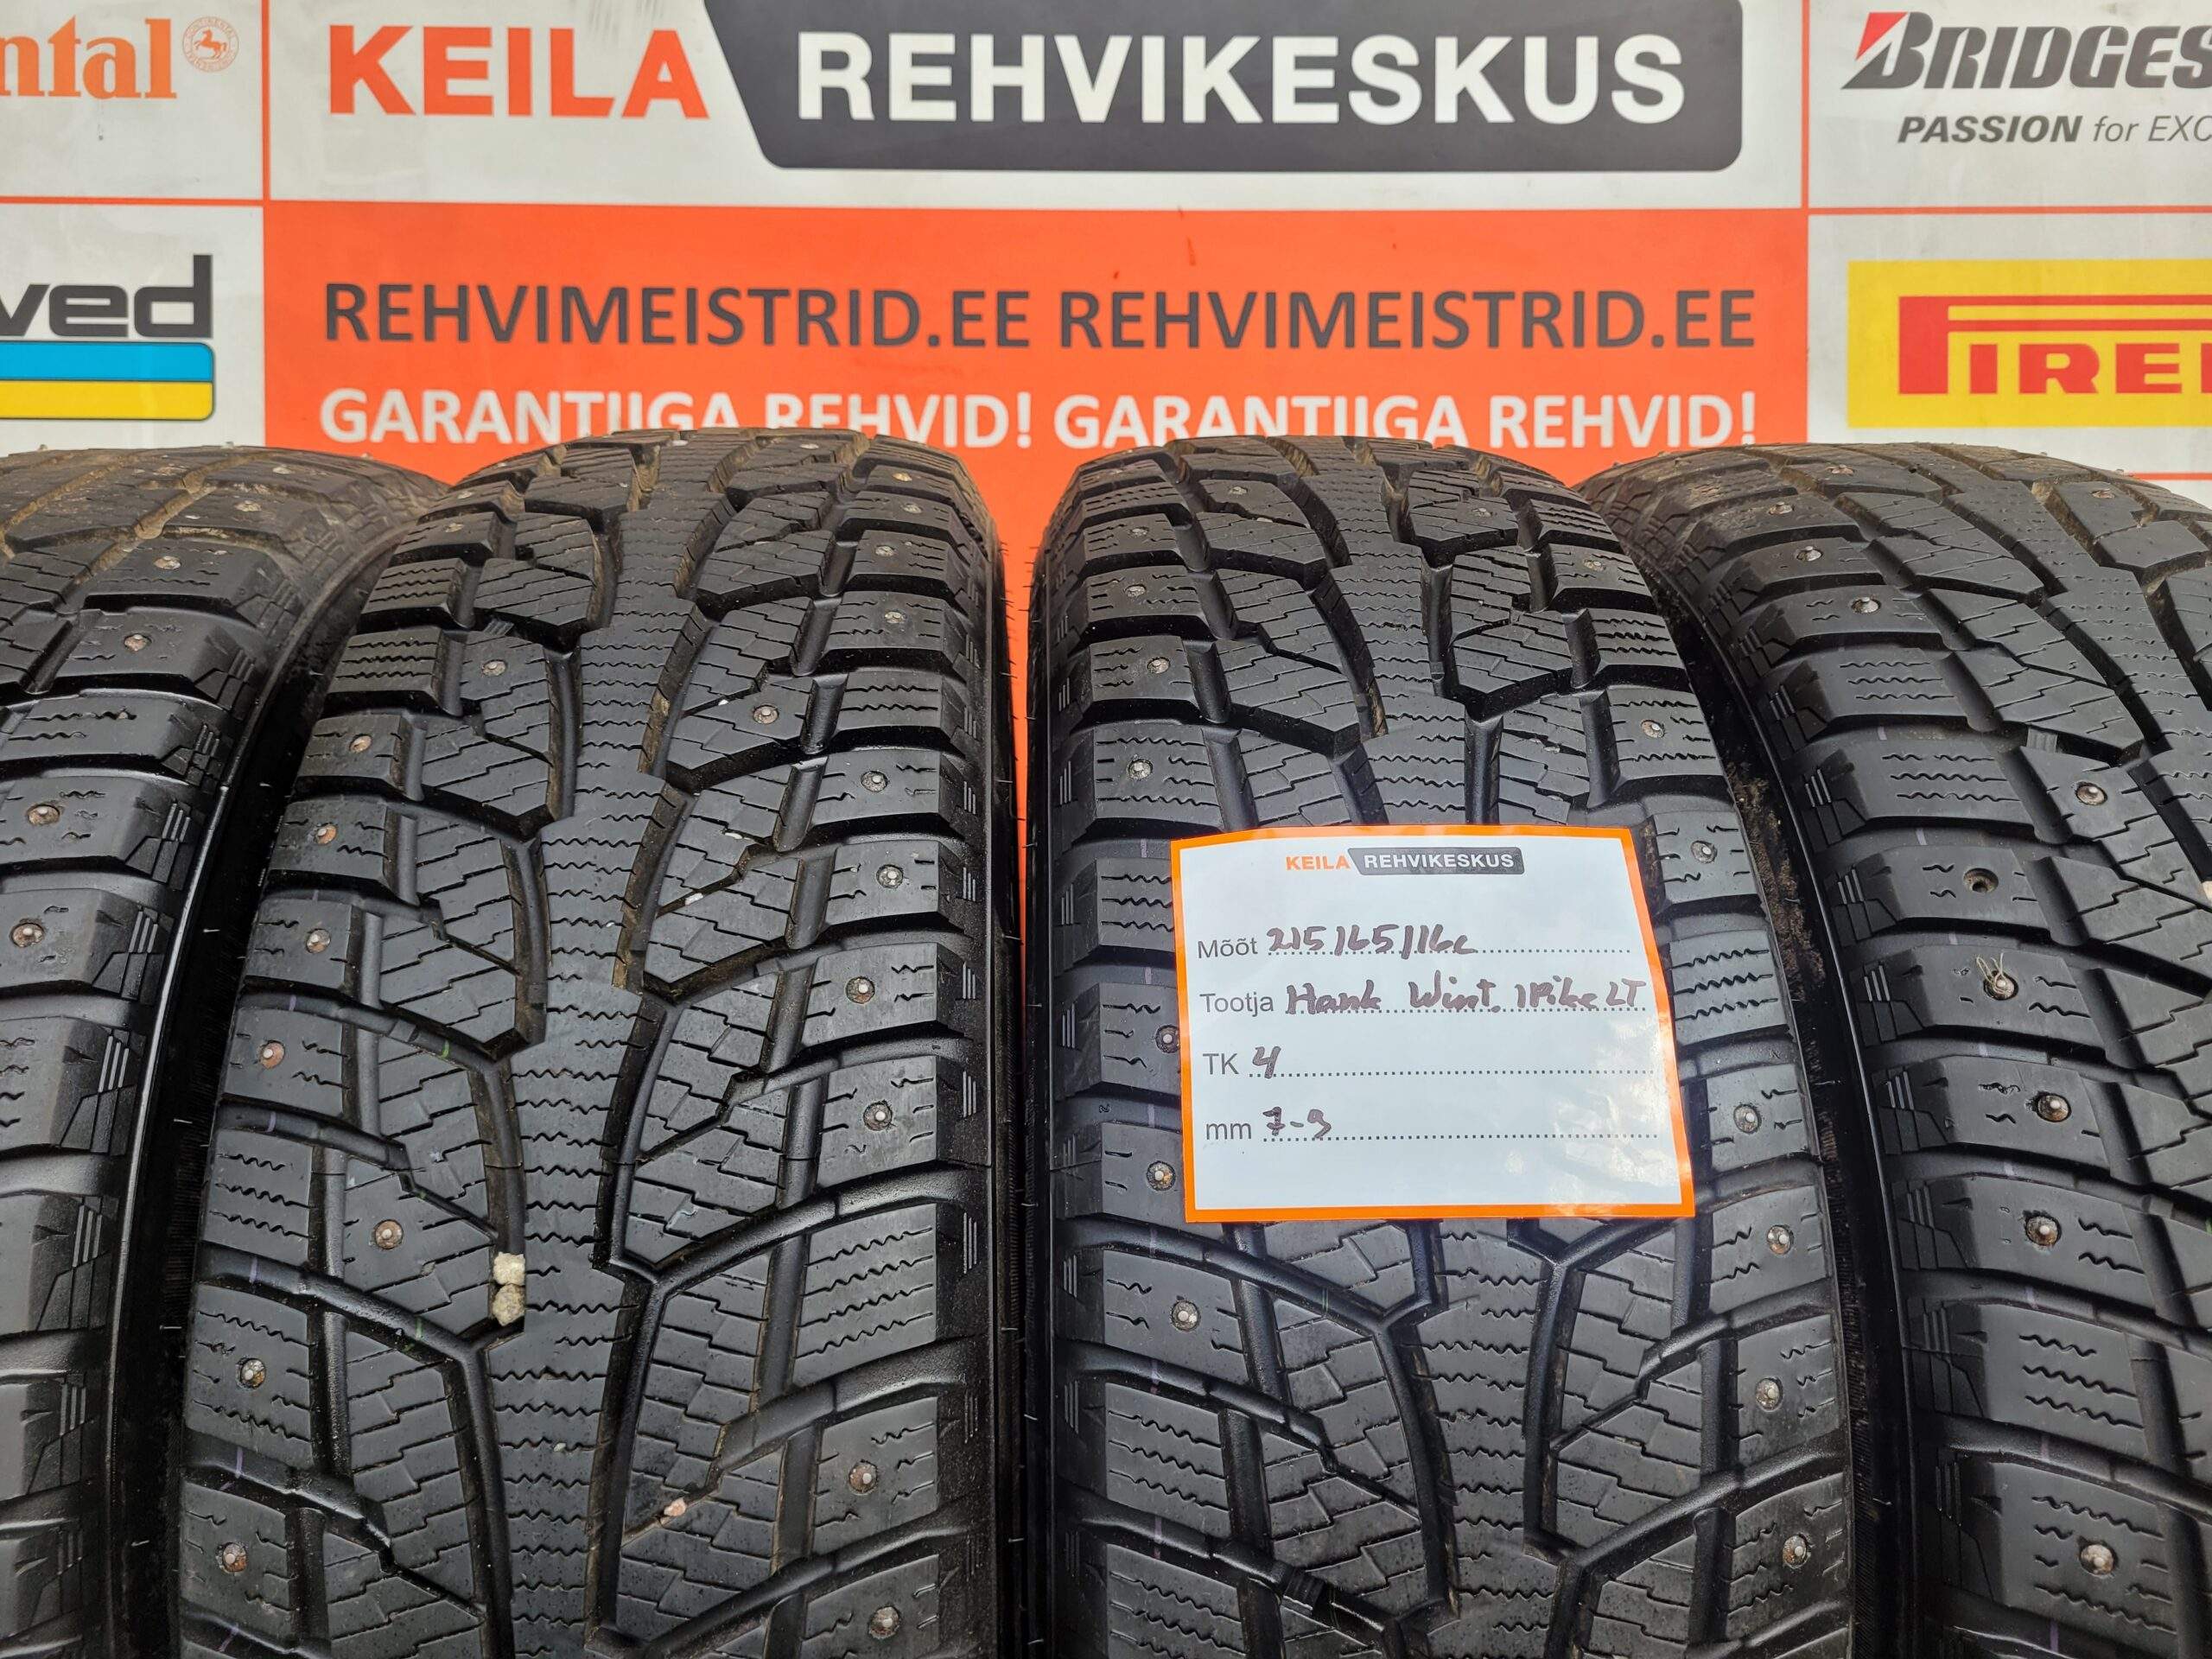 ntal
KEILA REHVIKESKUS
BRIDGES
PASSION for EXC
ved
REHVIMEISTRID.EE REHVIMEISTRID.EE
PIREL
GARANTIIGA REHVID! GARANTIIGA REHVID!
KEILA REHVIKESKUS
Mõõt 215/65/16c
Tootja Hank Wint. iPike LT
TK 4
mm 7-9